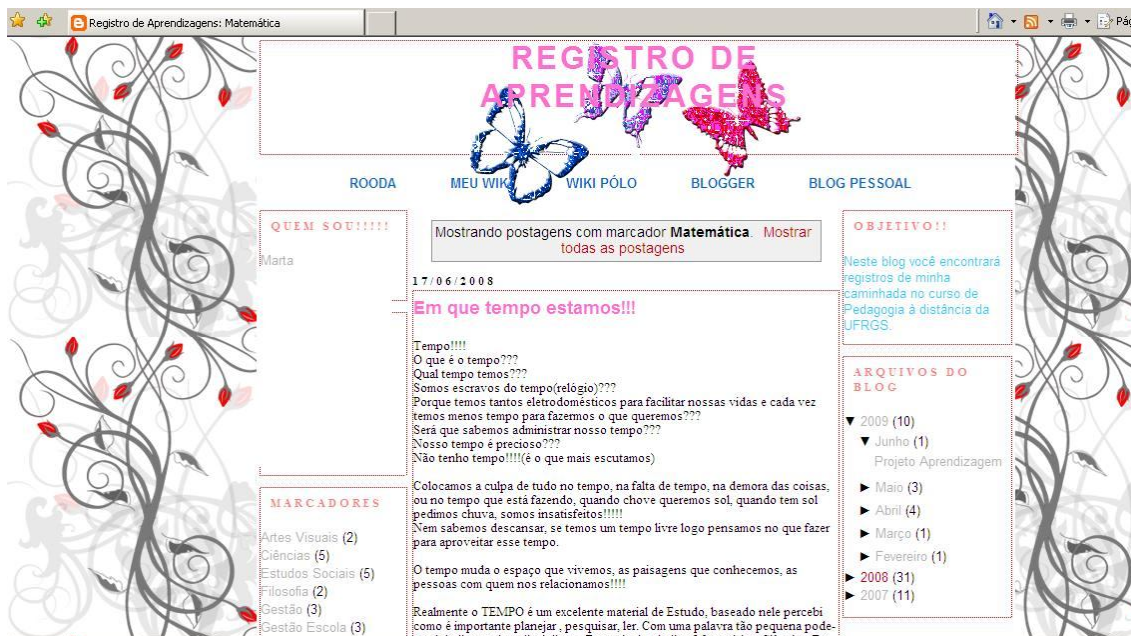 Registro de Aprendizagens: Matemática
REGISTRO DE
APRENDIZAGENS
ROODA MEU WIKI WIKI PÓLO BLOGGER BLOG PESSOAL
QUEM SOU!!!!!
Marta
MARCADORES
Artes Visuais (2)
Ciências (5)
Estudos Sociais (5)
Filosofia (2)
Gestão (3)
Gestão Escola (3)
Mostrando postagens com marcador Matemática. Mostrar
todas as postagens
17/06/2008
Em que tempo estamos!!!
Tempo!!!!
O que é o tempo???
Qual tempo temos???
Somos escravos do tempo(relógio)???
Porque temos tantos eletrodomésticos para facilitar nossas vidas e cada vez
temos menos tempo para fazemos o que queremos???
Será que sabemos administrar nosso tempo???
Nosso tempo é precioso???
Não tenho tempo!!!!(é o que mais escutamos)
Colocamos a culpa de tudo no tempo, na falta de tempo, na demora das coisas,
ou no tempo que está fazendo, quando chove queremos sol, quando tem sol
pedimos chuva, somos insatisfeitos!!!!!
Nem sabemos descansar, se temos um tempo livre logo pensamos no que fazer
para aproveitar esse tempo.
O tempo muda o espaço que vivemos, as paisagens que conhecemos, as
pessoas com quem nos relacionamos!!!!
Realmente o TEMPO é um excelente material de Estudo, baseado nele percebi
como é importante planejar , pesquisar, ler. Com uma palavra tão pequena pode-
OBJETIVO!!
Neste blog você encontrará
registros de minha
caminhada no curso de
Pedagogia à distância da
UFRGS.
ARQUIVOS DO
BLOG
▼ 2009 (10)
▼ Junho (1)
Projeto Aprendizagem
► Maio (3)
► Abril (4)
► Março (1)
► Fevereiro (1)
► 2008 (31)
► 2007 (11)